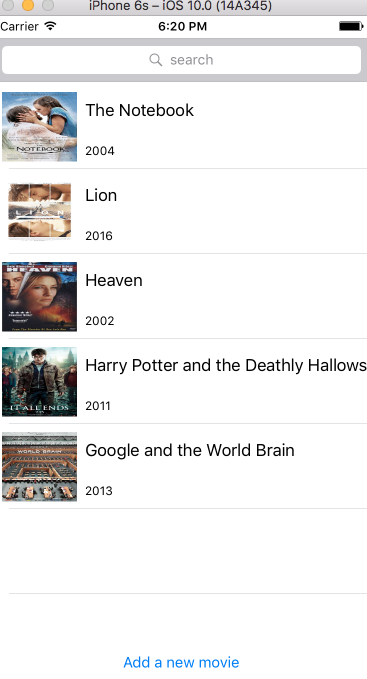 iPhone 6s – iOS 10.0 (14A345)
Carrier 6:20 PM
search
The Notebook
NOTEBOOK
2004
Lion
LION
2016
HEAVEN
Heaven
2002
Harry Potter and the Deathly Hallows
IT ALL ENDS
2011
Google and the World Brain
WORLD BRAIN
2013
Add a new movie